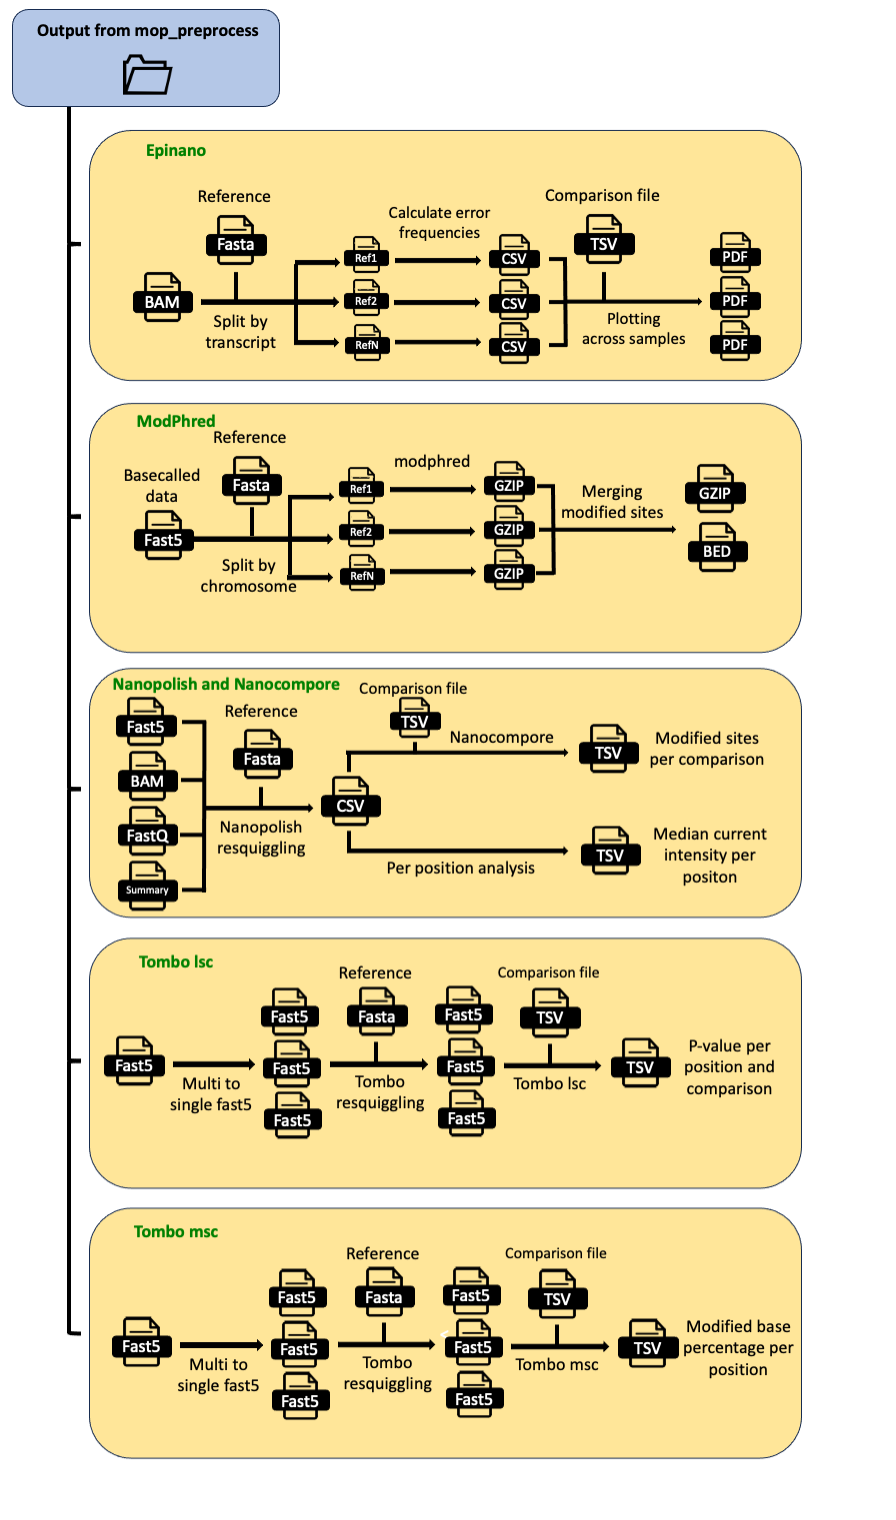 Output from mop_preprocess
Epinano
Reference
Fasta
BAM
Split by
transcript
Ref1
Ref2
RefN
Calculate error
frequencies
CSV
CSV
CSV
Comparison file
TSV
Plotting
across samples
PDF
PDF
PDF
ModPhred
Reference
Basecalled
data
Fasta
Fast5
Split by
chromosome
Ref1
Ref2
RefN
modphred
GZIP
GZIP
GZIP
Merging
modified sites
GZIP
BED
Nanopolish and Nanocompore
Fast5
BAM
FastQ
Summary
Reference
Fasta
Nanopolish
resquiggling
CSV
Comparison file
TSV
Nanocompore
TSV
Modified sites
per comparison
Per position analysis
TSV
Median current
intensity per
positon
Tombo lsc
Fast5
Multi to
single fast5
Fast5
Fast5
Fast5
Reference
Fasta
Tombo
resquiggling
Fast5
Fast5
Fast5
Comparison file
TSV
Tombo lsc
TSV
P-value per
position and
comparison
Tombo msc
Fast5
Multi to
single fast5
Fast5
Fast5
Fast5
Reference
Fasta
Tombo
resquiggling
Fast5
Fast5
Fast5
Comparison file
TSV
Tombo msc
TSV
Modified base
percentage per
position